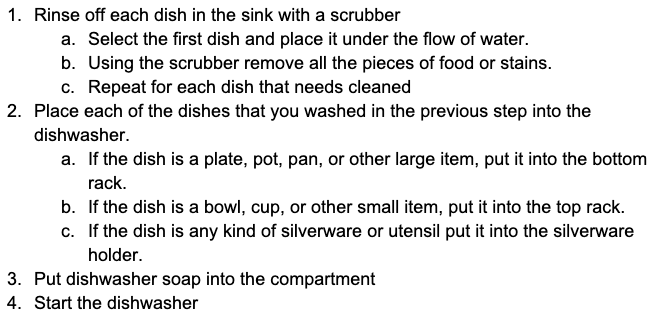 1. Rinse off each dish in the sink with a scrubber
a. Select the first dish and place it under the flow of water.
b. Using the scrubber remove all the pieces of food or stains.
c. Repeat for each dish that needs cleaned
2. Place each of the dishes that you washed in the previous step into the
dishwasher.
a. If the dish is a plate, pot, pan, or other large item, put it into the bottom
rack.
b. If the dish is a bowl, cup, or other small item, put it into the top rack.
c. If the dish is any kind of silverware or utensil put it into the silverware
holder.
3. Put dishwasher soap into the compartment
4. Start the dishwasher